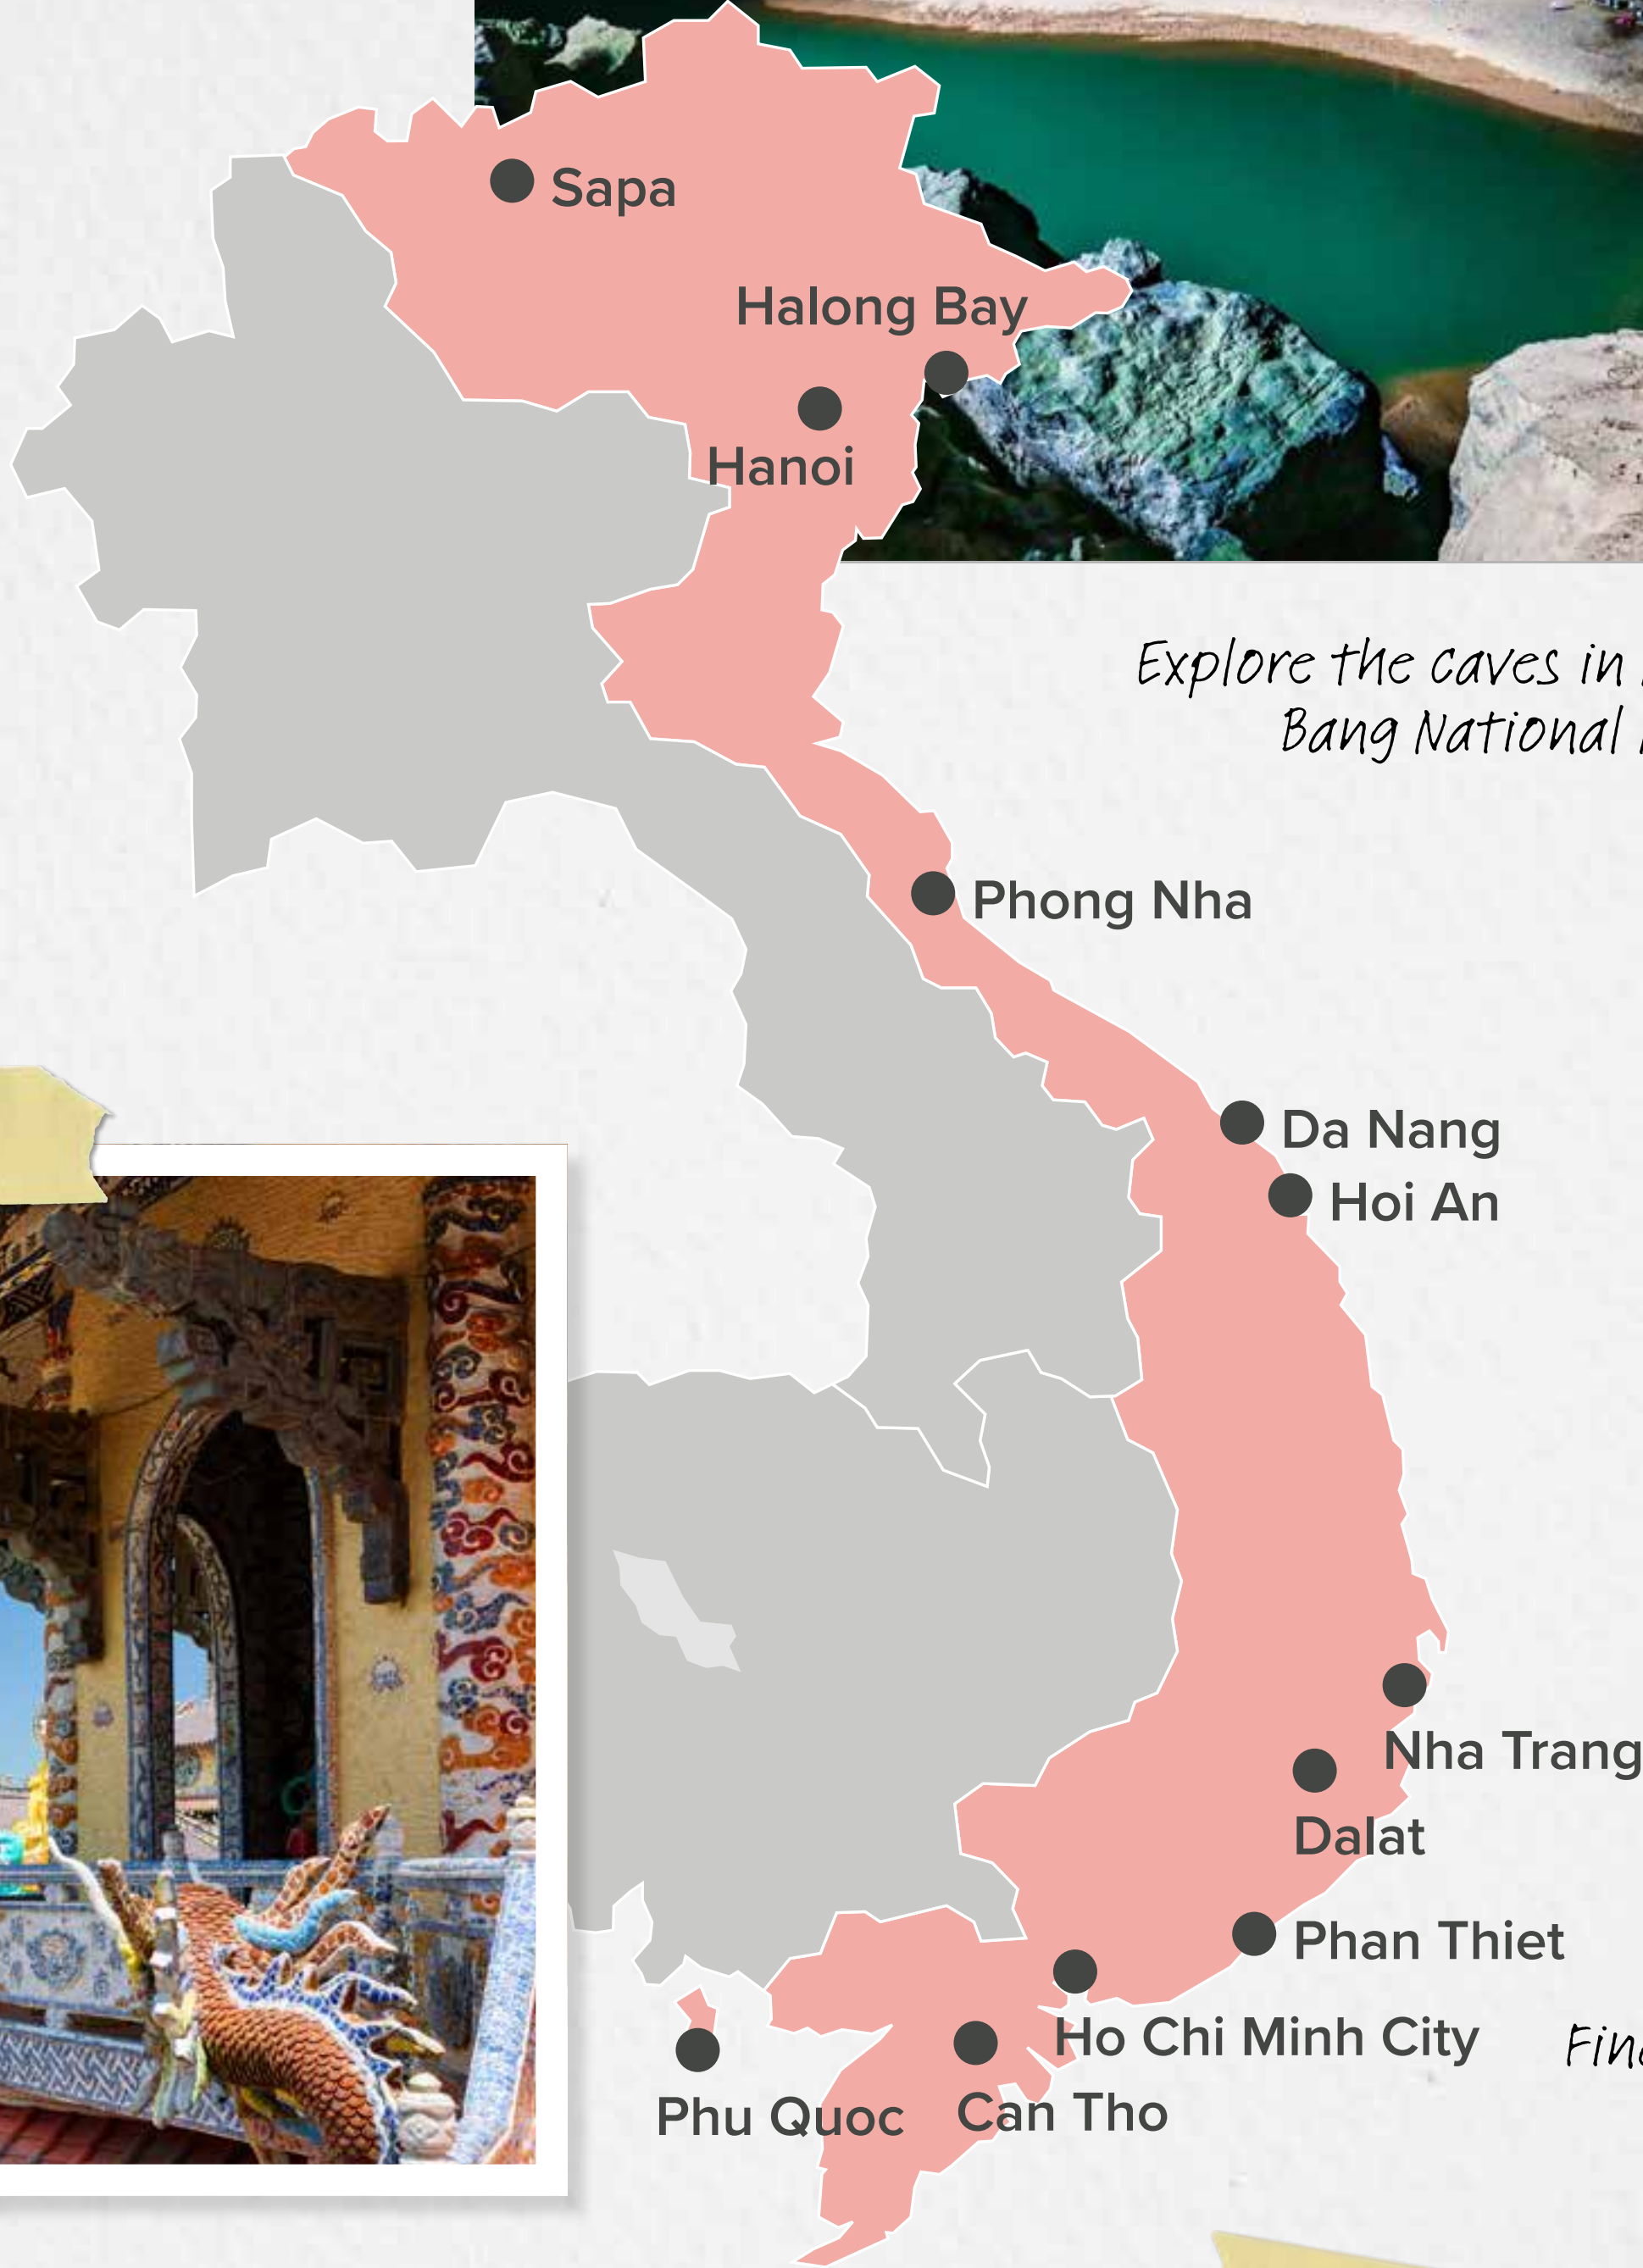 Sapa
Halong Bay
Hanoi
Explore the caves in
Bang National
Phong Nha
Da Nang
Hoi An
Nha Trang
Dalat
Phan Thiet
Ho Chi Minh City
Can Tho
Phu Quoc